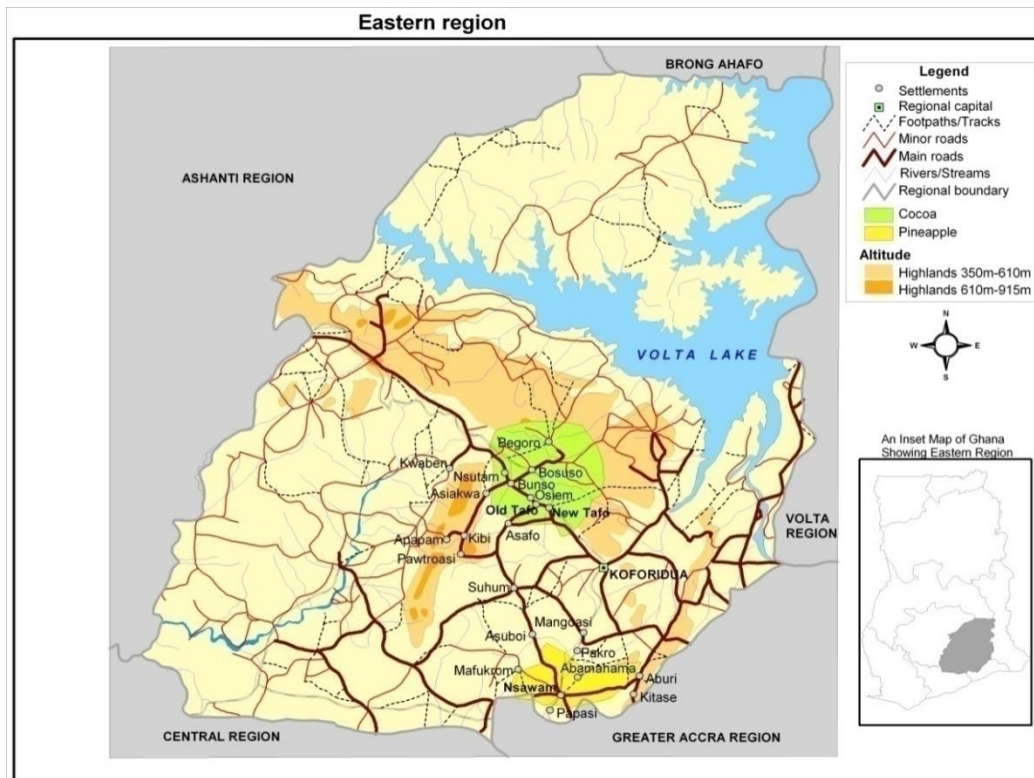 Eastern region
BRONG AHAFO
ASHANTI REGION
VOLTA LAKE
Begoro
Kwaben
Nsutam
Bosuso
Bunso
Asiakwa
Osiem
Old Tafo
New Tafo
Asafo
Apapam
Kibi
Pawtroasi
VOLTA
REGION
KOFORIDUA
Suhum
Mangoasi
Asuboi
Pakro
Mafukrom
Abamahama
Aburi
Nsawam
Kitase
Papasi
CENTRAL REGION
GREATER ACCRA REGION
Legend
Settlements
Regional capital
Footpaths/Tracks
Minor roads
Main roads
Rivers/Streams
Regional boundary
Cocoa
Pineapple
Altitude
Highlands 350m-610m
Highlands 610m-915m
N
W
E
S
An Inset Map of Ghana
Showing Eastern Region